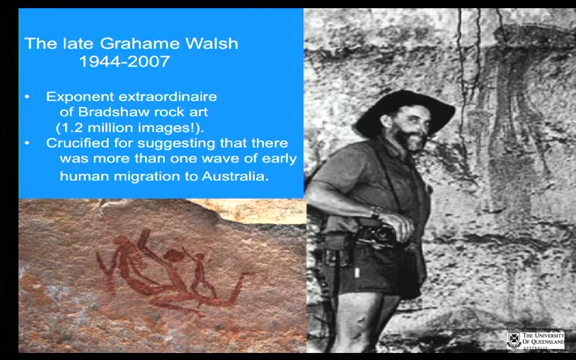 The late Grahame Walsh
1944-2007
• Exponent extraordinaire
of Bradshaw rock art
(1.2 million images!).
• Crucified for suggesting that there
was more than one wave of early
human migration to Australia.
THE UNIVERSITY
OF QUEENSLAND
AUSTRALIA